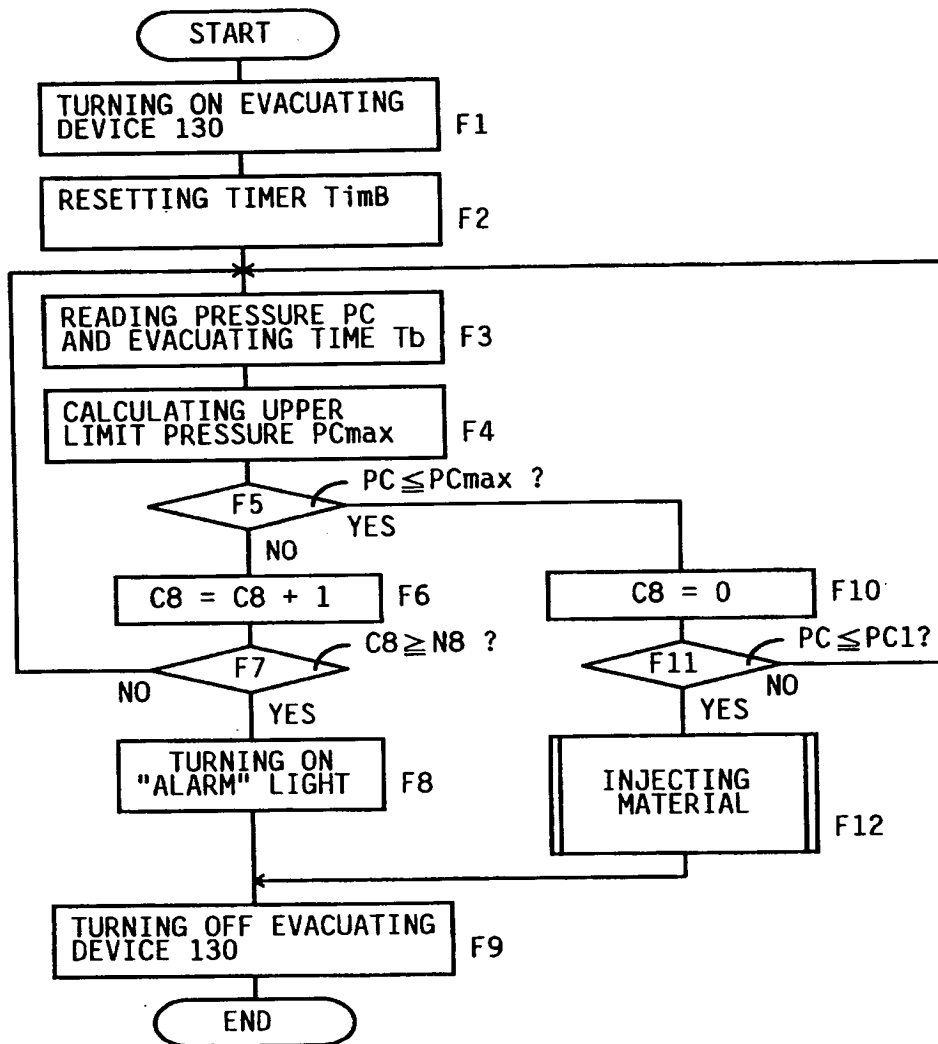 START
TURNING ON EVACUATING
DEVICE 130
F1
RESETTING TIMER TimB
F2
READING PRESSURE PC
AND EVACUATING TIME Tb
F3
CALCULATING UPPER
LIMIT PRESSURE PCmax
F4
PC≦PCmax ?
F5
YES
NO
C8 = C8 + 1
F6
C8 = 0
F10
C8≧N8 ?
F7
NO
YES
PC≦PC1?
F11
NO
YES
TURNING ON
"ALARM" LIGHT
F8
INJECTING
MATERIAL
F12
TURNING OFF EVACUATING
DEVICE 130
F9
END